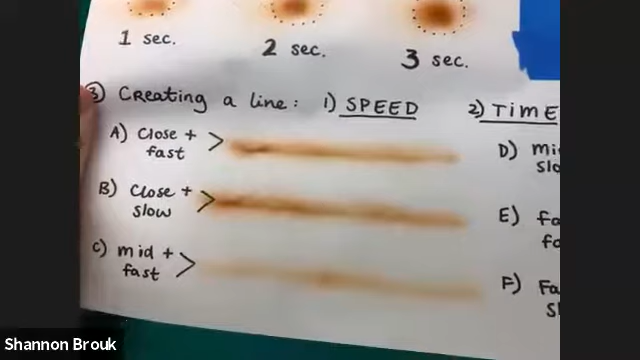 1 sec.
2 sec.
3 sec.
3) Creating a line: 1) SPEED
2) TIME
A) Close +
fast >
B) Close +
slow >
C) mid +
fast >
D)
E)
F)
Shannon Brouk